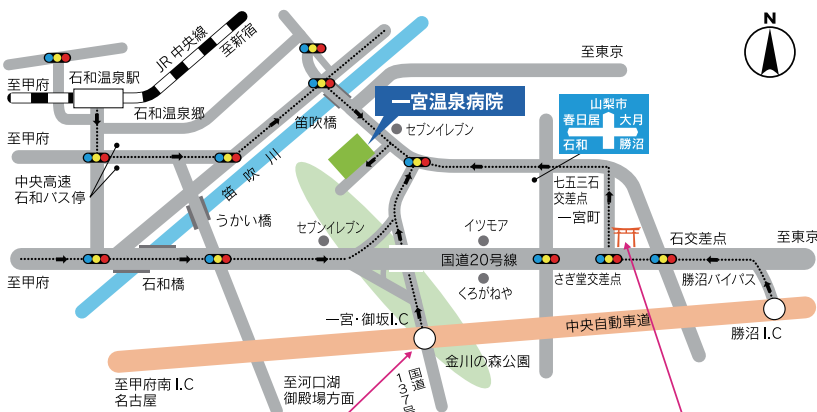 N
JR中央線
至新宿
至東京
石和温泉駅
至甲府
石和温泉郷
一宮温泉病院
山梨市
春日居 大月
石和 勝沼
笛吹橋
セブンイレブン
至甲府
中央高速
石和バス停
笛吹川
七五三石
交差点
一宮町
うかい橋
セブンイレブン
イツモア
石交差点
至東京
国道20号線
至甲府
石和橋
くろがねや
さぎ堂交差点
勝沼バイパス
一宮・御坂I.C
中央自動車道
勝沼I.C
金川の森公園
至甲府南I.C
名古屋
至河口湖
御殿場方面
国道137号